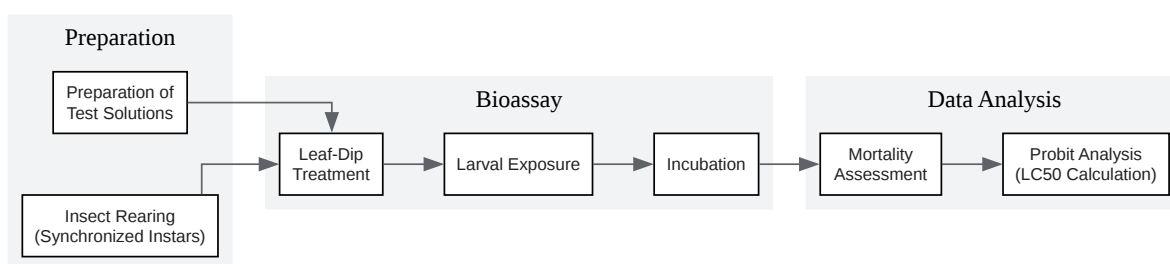 Preparation
Preparation of
Test Solutions
Insect Rearing
(Synchronized Instars)
Bioassay
Leaf-Dip
Treatment
Larval Exposure
Incubation
Data Analysis
Mortality
Assessment
Probit Analysis
(LC50 Calculation)